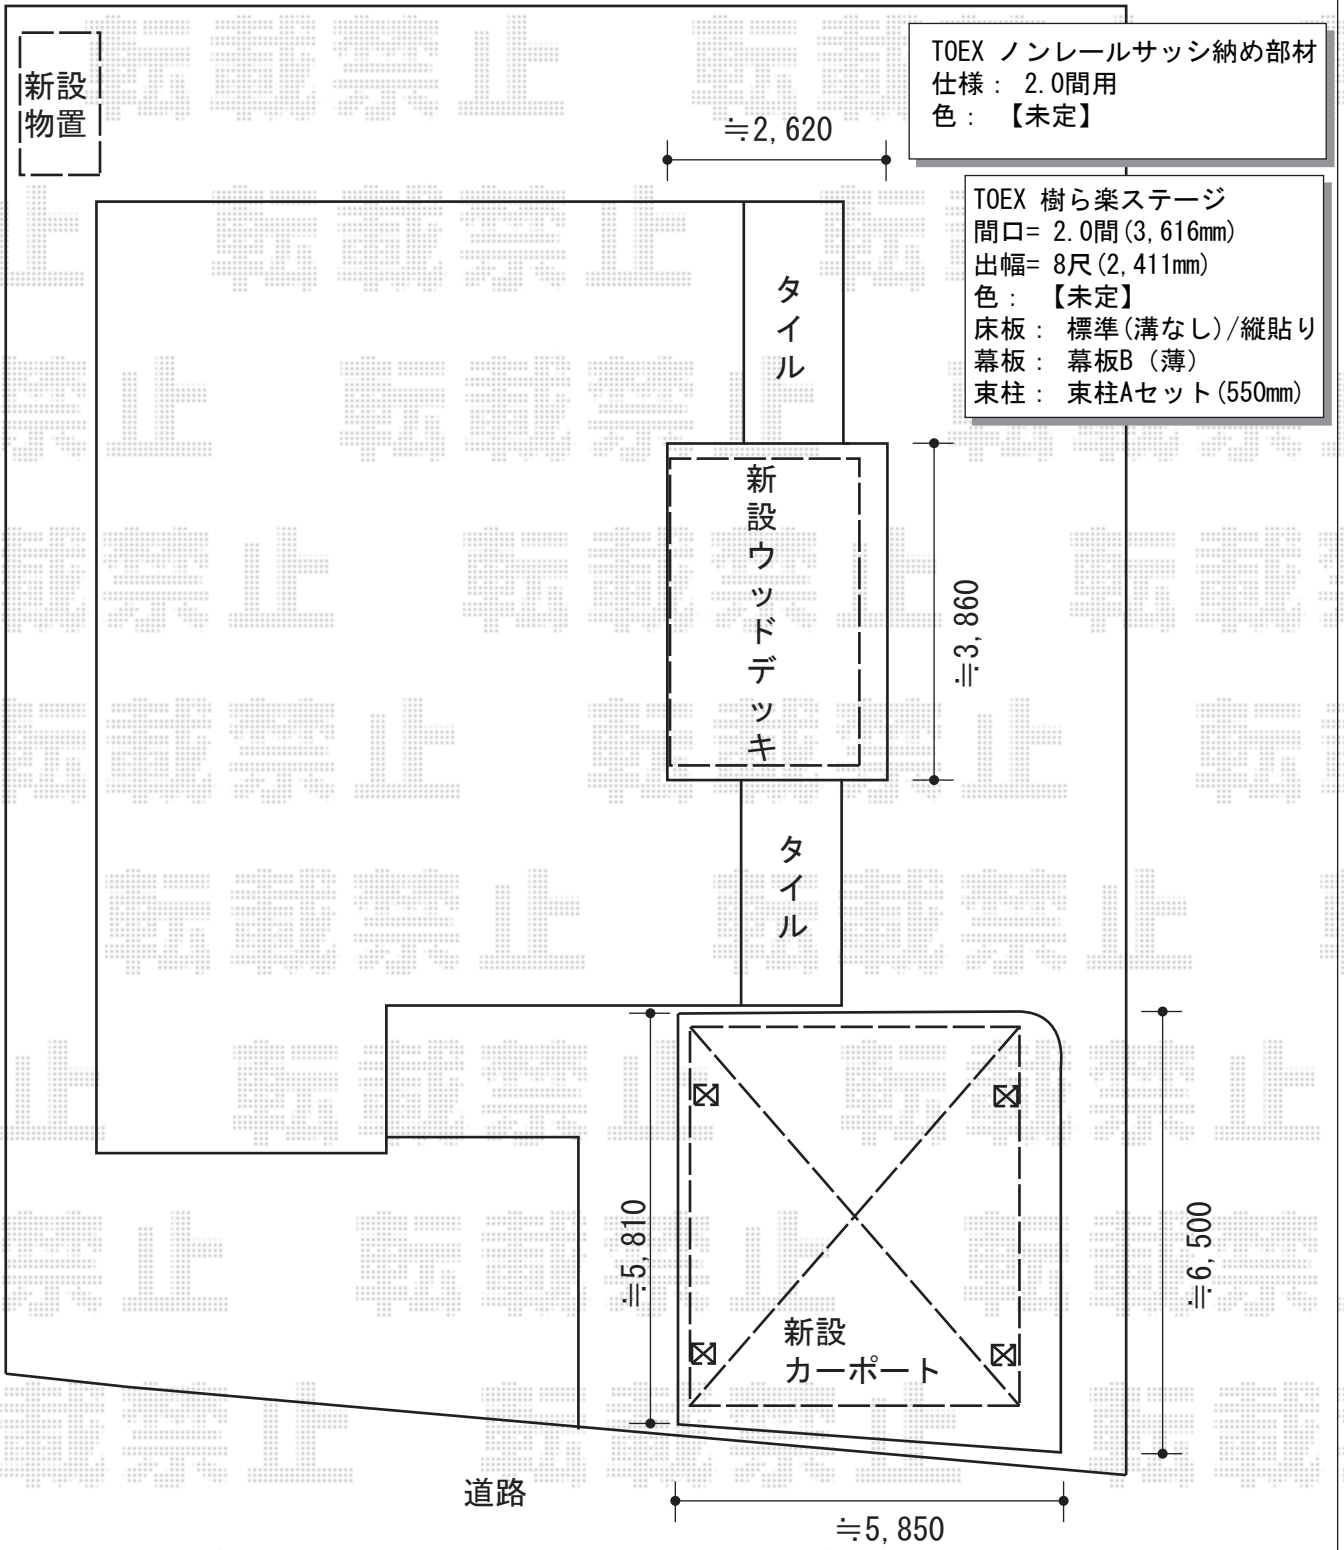 新設
物置
TOEX ノンレールサッシ納め部材
仕様： 2.0間用
色： 【未定】
≒2,620
TOEX 樹ら楽ステージ
間口= 2.0間(3,616mm)
出幅= 8尺(2,411mm)
色： 【未定】
床板： 標準(溝なし)/縦貼り
幕板： 幕板B（薄）
束柱： 束柱Aセット(550mm)
タイル
新設ウッドデッキ
≒3,860
タイル
≒5,810
≒6,500
新設
カーポート
道路
≒5,850
転載禁止